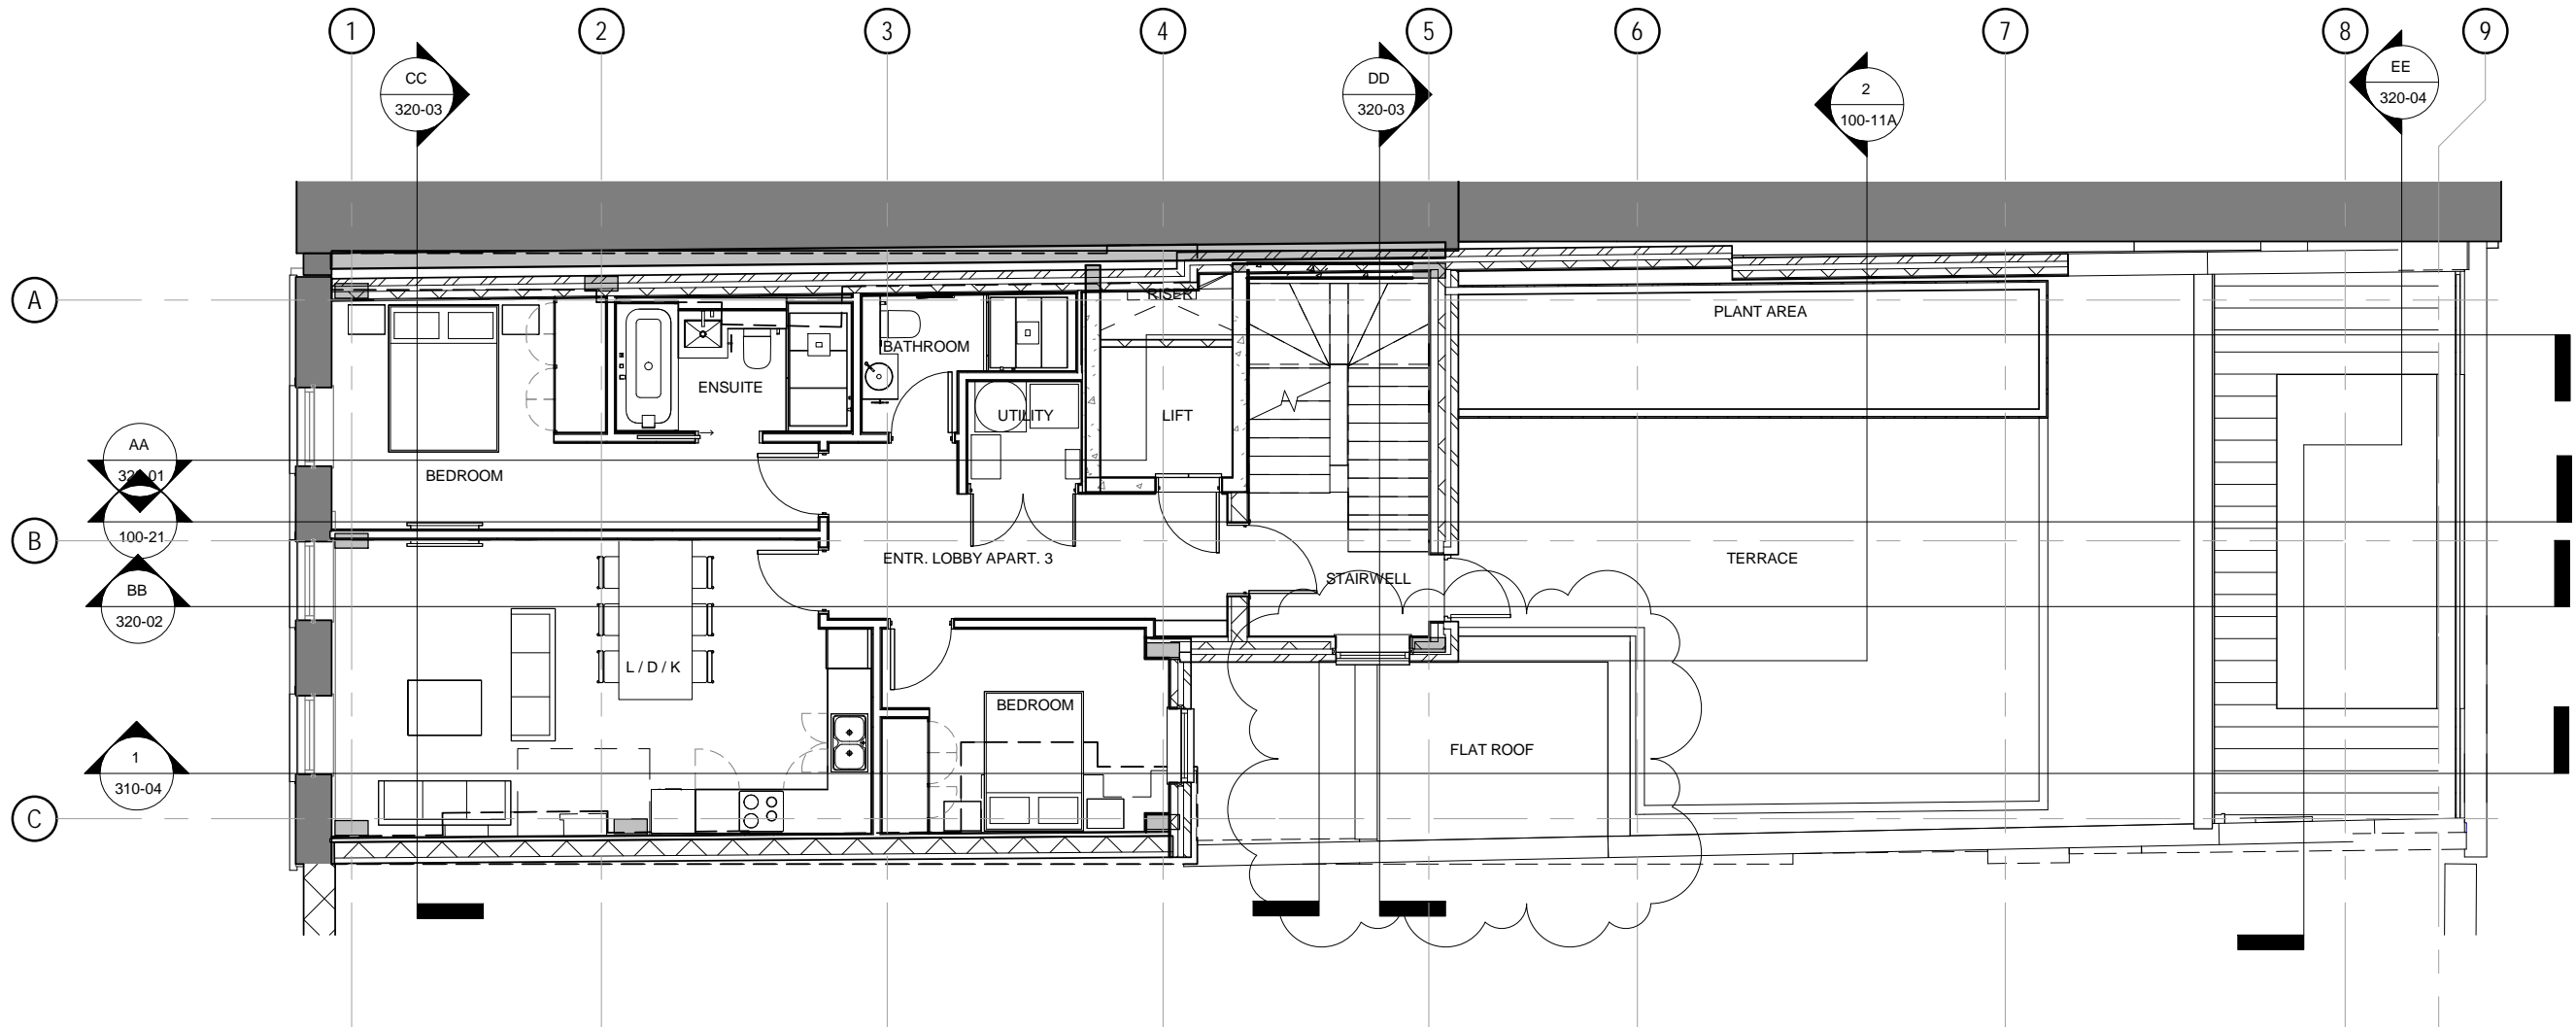 1 2 3 4 5 6 7 8 9
CC
320-03
DD
320-03
2
100-11A
EE
320-04
A
RISER
PLANT AREA
BATHROOM
ENSUITE
UTILITY
LIFT
AA
BEDROOM
100-21
B
ENTR. LOBBY APART. 3
TERRACE
STAIRWELL
BB
320-02
L / D / K
BEDROOM
FLAT ROOF
1
310-04
C